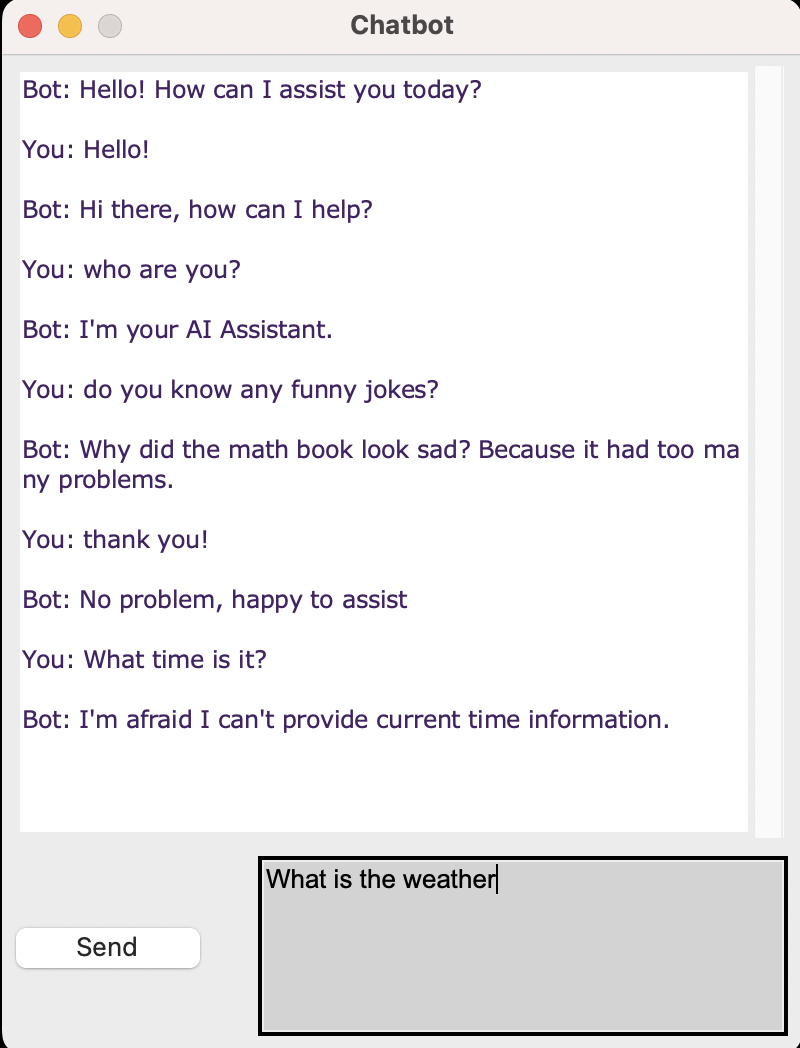 Chatbot
Bot: Hello! How can I assist you today?
You: Hello!
Bot: Hi there, how can I help?
You: who are you?
Bot: I'm your AI Assistant.
You: do you know any funny jokes?
Bot: Why did the math book look sad? Because it had too ma
ny problems.
You: thank you!
Bot: No problem, happy to assist
You: What time is it?
Bot: I'm afraid I can't provide current time information.
What is the weather
Send